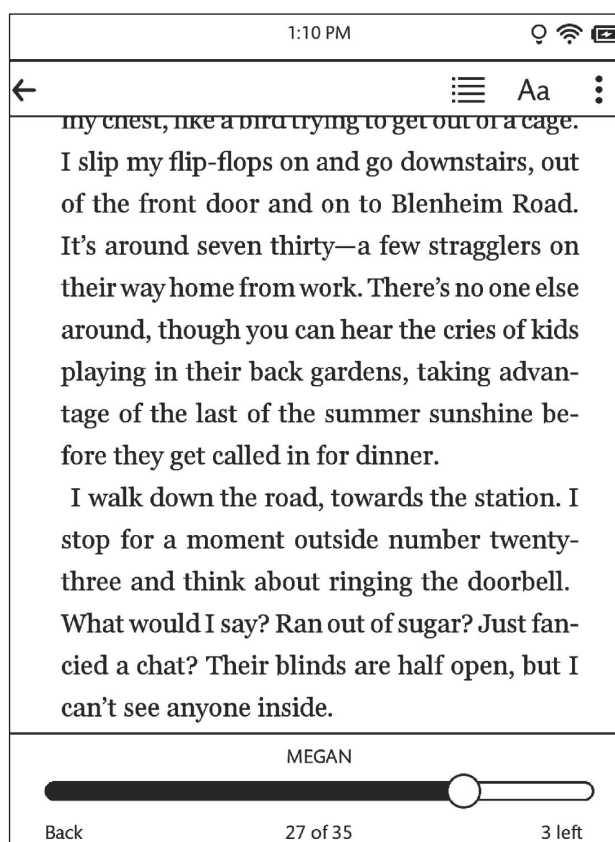 1:10 PM
Aa
my chest, like a bird trying to get out of a cage.
I slip my flip-flops on and go downstairs, out
of the front door and on to Blenheim Road.
It’s around seven thirty—a few stragglers on
their way home from work. There’s no one else
around, though you can hear the cries of kids
playing in their back gardens, taking advan-
tage of the last of the summer sunshine be-
fore they get called in for dinner.
I walk down the road, towards the station. I
stop for a moment outside number twenty-
three and think about ringing the doorbell.
What would I say? Ran out of sugar? Just fan-
cied a chat? Their blinds are half open, but I
can’t see anyone inside.
MEGAN
Back 27 of 35 3 left